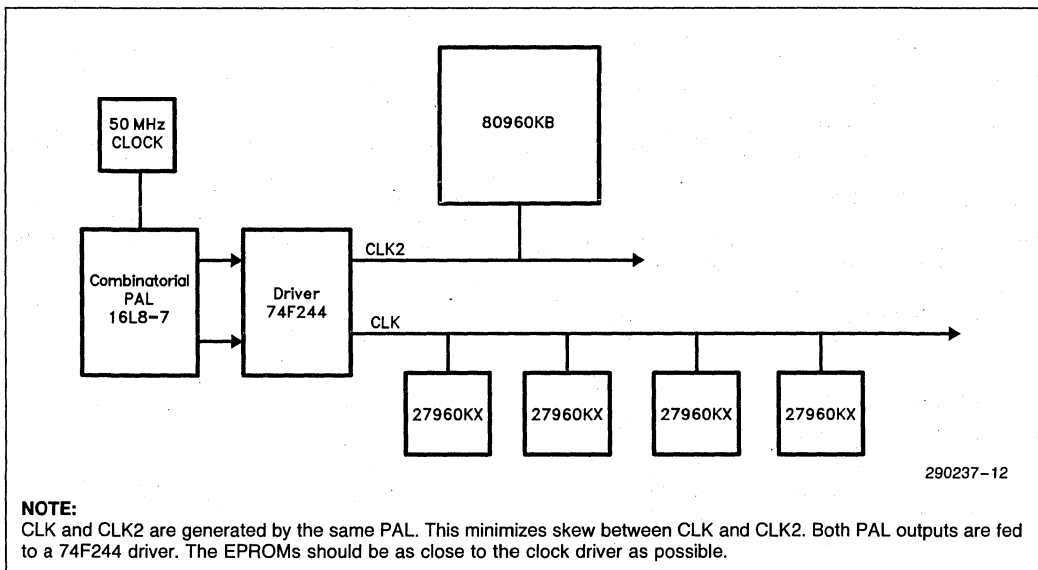 50 MHz
CLOCK
80960KB
Combinatorial
PAL
16L8-7
Driver
74F244
CLK2
CLK
27960KX
27960KX
27960KX
27960KX
290237-12
NOTE:
CLK and CLK2 are generated by the same PAL. This minimizes skew between CLK and CLK2. Both PAL outputs are fed
to a 74F244 driver. The EPROMs should be as close to the clock driver as possible.